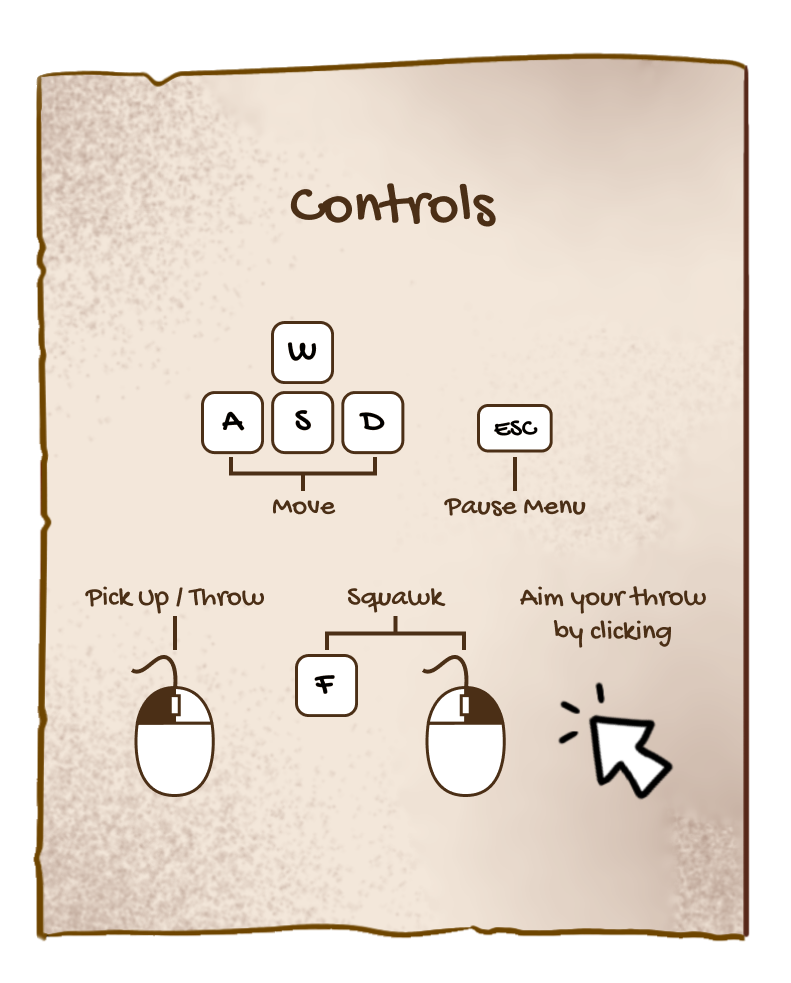 Controls
W
A S D
ESC
Move
Pause Menu
Pick Up / Throw
Squawk
Aim your throw
by clicking
F